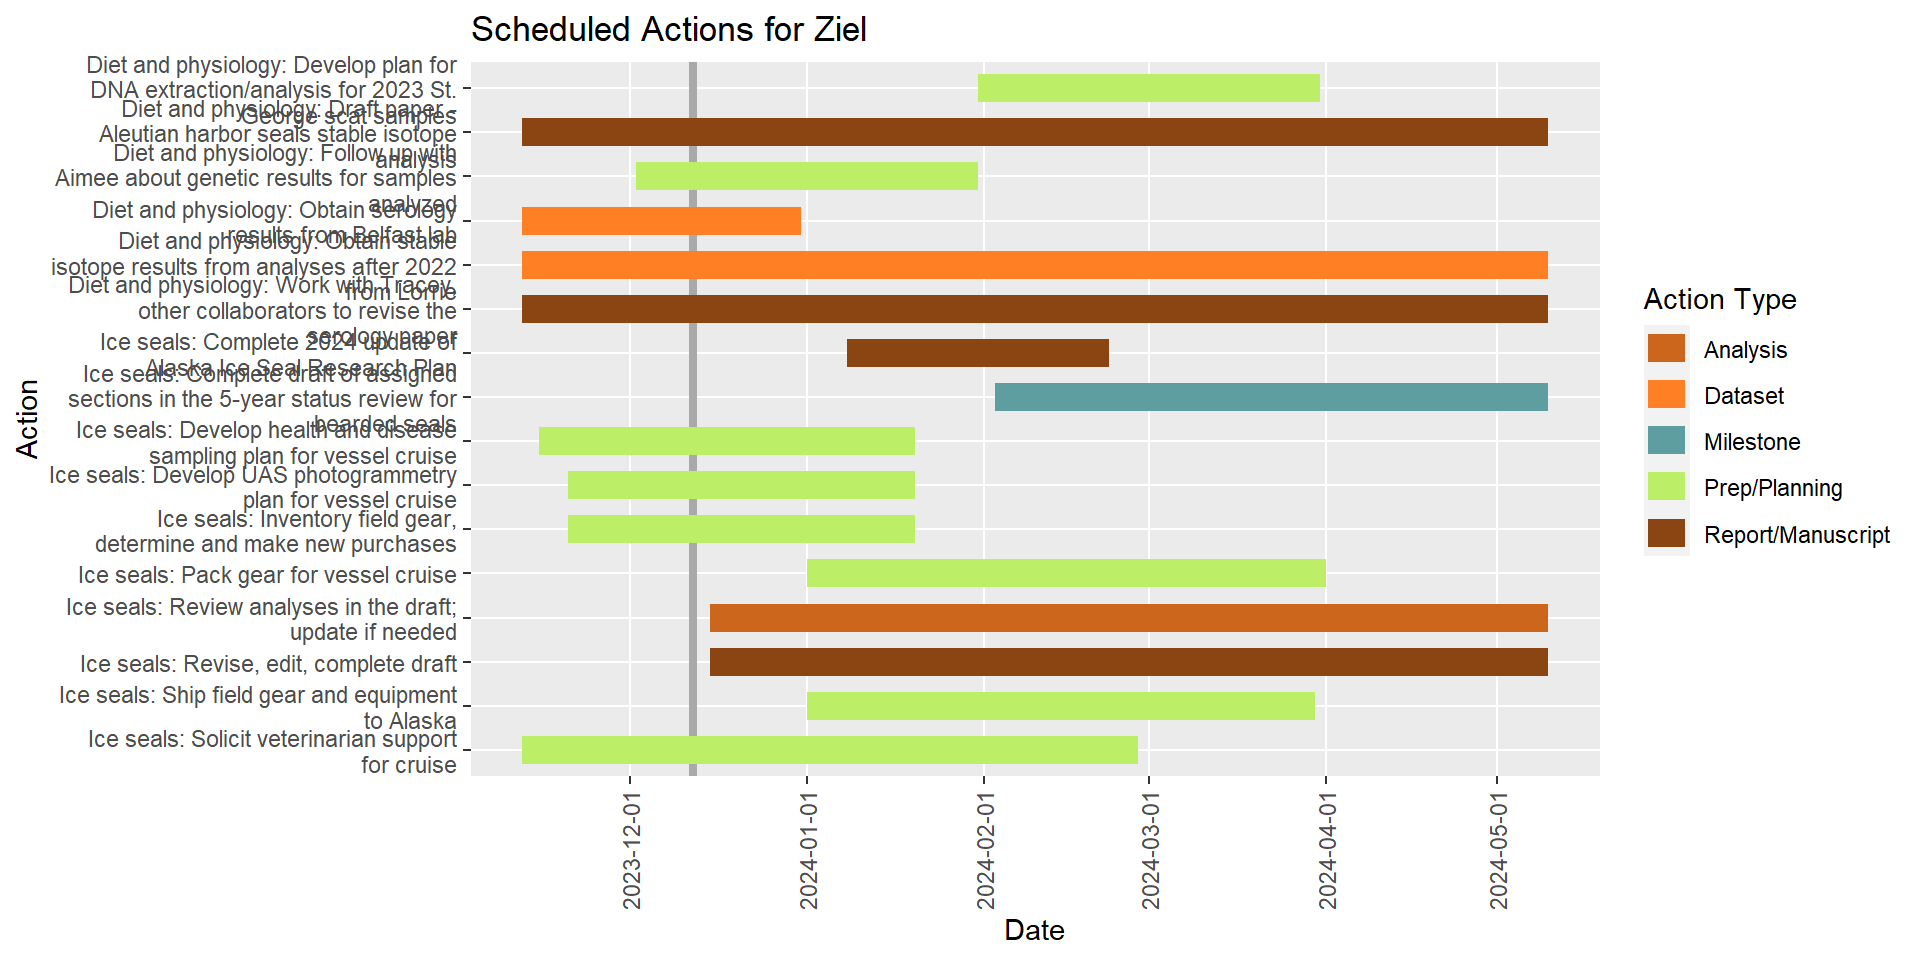 Scheduled Actions for Ziel
Diet and physiology: Develop plan for
DNA extraction/analysis for 2023 St.
George scat samples
Diet and physiology: Draft paper -
Aleutian harbor seals stable isotope
analysis
Diet and physiology: Follow up with
Aimee about genetic results for samples
analyzed
Diet and physiology: Obtain serology
results from Belfast lab
Diet and physiology: Obtain stable
isotope results from analyses after 2022
from Lorrie
Diet and physiology: Work with Tracey,
other collaborators to revise the
serology paper
Ice seals: Complete 2024 update of
Alaska Ice Seal Research Plan
Ice seals: Complete draft of assigned
sections in the 5-year status review for
bearded seals
Ice seals: Develop health and disease
sampling plan for vessel cruise
Ice seals: Develop UAS photogrammetry
plan for vessel cruise
Ice seals: Inventory field gear,
determine and make new purchases
Ice seals: Pack gear for vessel cruise
Ice seals: Review analyses in the draft;
update if needed
Ice seals: Revise, edit, complete draft
Ice seals: Ship field gear and equipment
to Alaska
Ice seals: Solicit veterinarian support
for cruise
Action
2023-12-01
2024-01-01
2024-02-01
2024-03-01
2024-04-01
2024-05-01
Date
Action Type
Analysis
Dataset
Milestone
Prep/Planning
Report/Manuscript